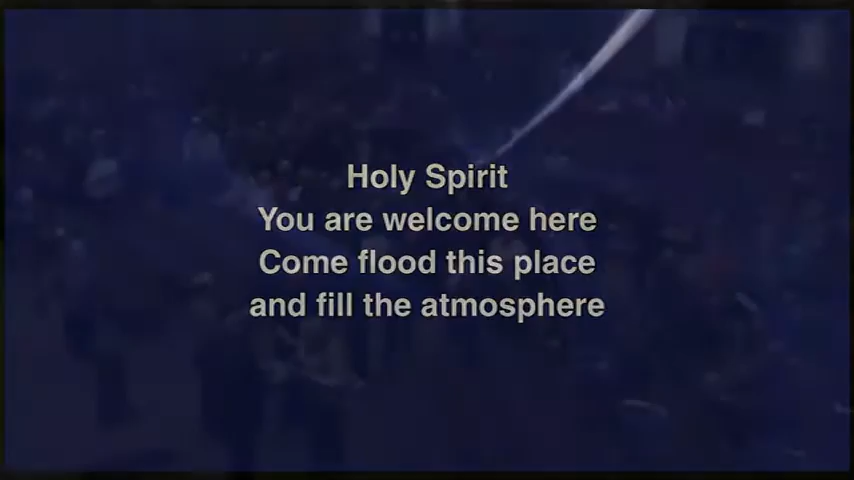 Holy Spirit
You are welcome here
Come flood this place
and fill the atmosphere